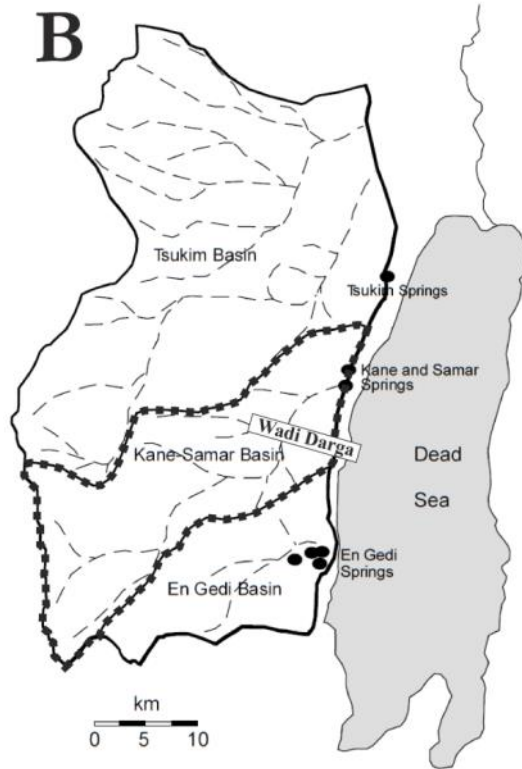 B
Tsukim Basin
Tsukim Springs
Kane and Samar
Springs
Wadi Darga
Kane-Samar Basin
Dead
Sea
En Gedi
Springs
En Gedi Basin
km
0 5 10